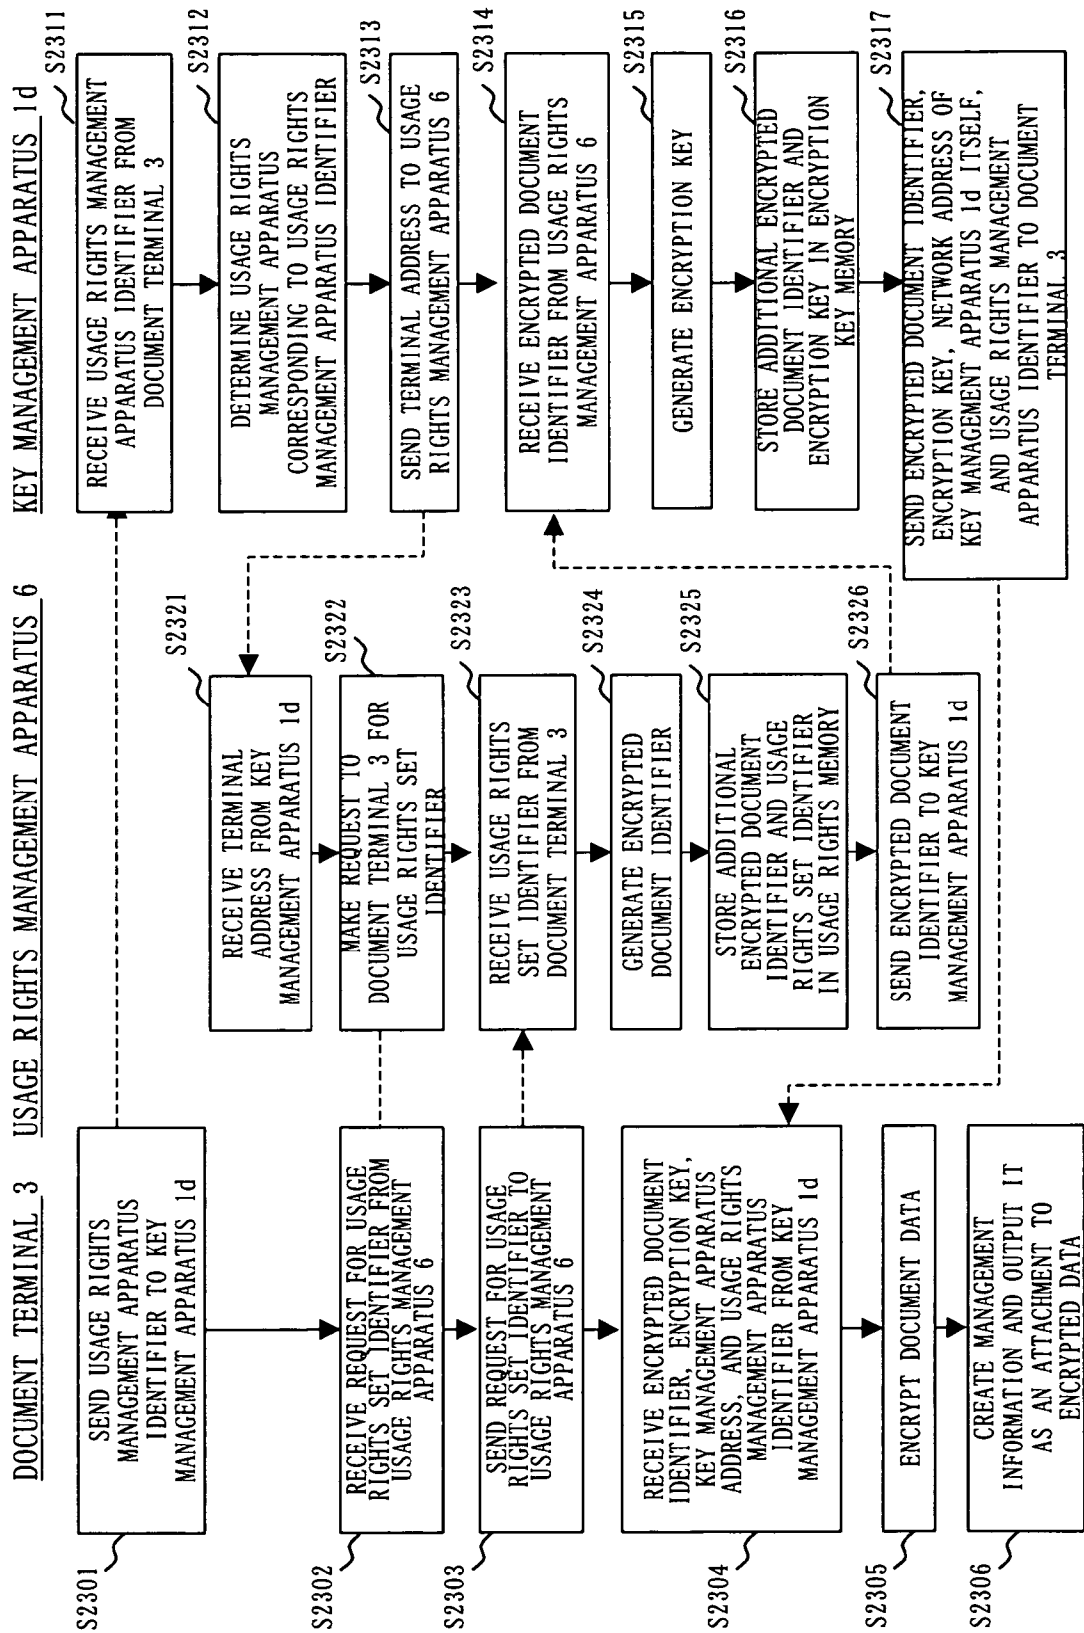 DOCUMENT TERMINAL 3
S2301
SEND USAGE RIGHTS
MANAGEMENT APPARATUS
IDENTIFIER TO KEY
MANAGEMENT APPARATUS 1d
S2302
RECEIVE REQUEST FOR USAGE
RIGHTS SET IDENTIFIER FROM
USAGE RIGHTS MANAGEMENT
APPARATUS 6
S2303
SEND REQUEST FOR USAGE
RIGHTS SET IDENTIFIER TO
USAGE RIGHTS MANAGEMENT
APPARATUS 6
S2304
RECEIVE ENCRYPTED DOCUMENT
IDENTIFIER, ENCRYPTION KEY,
KEY MANAGEMENT APPARATUS
ADDRESS, AND USAGE RIGHTS
MANAGEMENT APPARATUS
IDENTIFIER FROM KEY
MANAGEMENT APPARATUS 1d
S2305
ENCRYPT DOCUMENT DATA
S2306
CREATE MANAGEMENT
INFORMATION AND OUTPUT IT
AS AN ATTACHMENT TO
ENCRYPTED DATA
USAGE RIGHTS MANAGEMENT APPARATUS 6
S2321
RECEIVE TERMINAL
ADDRESS FROM KEY
MANAGEMENT APPARATUS 1d
S2322
MAKE REQUEST TO
DOCUMENT TERMINAL 3 FOR
USAGE RIGHTS SET
IDENTIFIER
S2323
RECEIVE USAGE RIGHTS
SET IDENTIFIER FROM
DOCUMENT TERMINAL 3
S2324
GENERATE ENCRYPTED
DOCUMENT IDENTIFIER
S2325
STORE ADDITIONAL
ENCRYPTED DOCUMENT
IDENTIFIER AND USAGE
RIGHTS SET IDENTIFIER
IN USAGE RIGHTS MEMORY
S2326
SEND ENCRYPTED DOCUMENT
IDENTIFIER TO KEY
MANAGEMENT APPARATUS 1d
KEY MANAGEMENT APPARATUS 1d
S2311
RECEIVE USAGE RIGHTS MANAGEMENT
APPARATUS IDENTIFIER FROM
DOCUMENT TERMINAL 3
S2312
DETERMINE USAGE RIGHTS
MANAGEMENT APPARATUS
CORRESPONDING TO USAGE RIGHTS
MANAGEMENT APPARATUS IDENTIFIER
S2313
SEND TERMINAL ADDRESS TO USAGE
RIGHTS MANAGEMENT APPARATUS 6
S2314
RECEIVE ENCRYPTED DOCUMENT
IDENTIFIER FROM USAGE RIGHTS
MANAGEMENT APPARATUS 6
S2315
GENERATE ENCRYPTION KEY
S2316
STORE ADDITIONAL ENCRYPTED
DOCUMENT IDENTIFIER AND
ENCRYPTION KEY IN ENCRYPTION
KEY MEMORY
S2317
SEND ENCRYPTED DOCUMENT IDENTIFIER,
ENCRYPTION KEY, NETWORK ADDRESS OF
KEY MANAGEMENT APPARATUS 1d ITSELF,
AND USAGE RIGHTS MANAGEMENT
APPARATUS IDENTIFIER TO DOCUMENT
TERMINAL 3